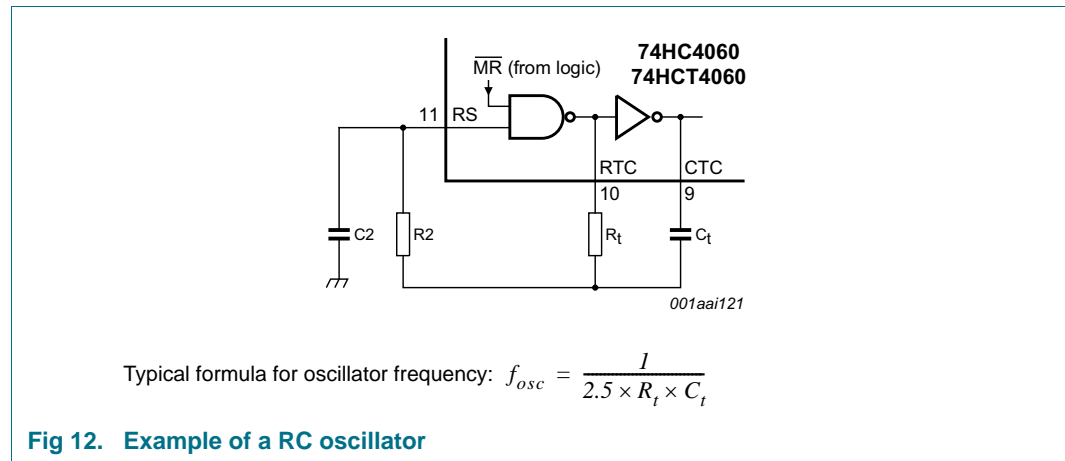 74HC4060
74HCT4060
MR (from logic)
11 RS
RTC CTC
10 9
C2 R2 Rt Ct
001aai121
Typical formula for oscillator frequency: fosc = 1 / (2.5 × Rt × Ct)
Fig 12. Example of a RC oscillator